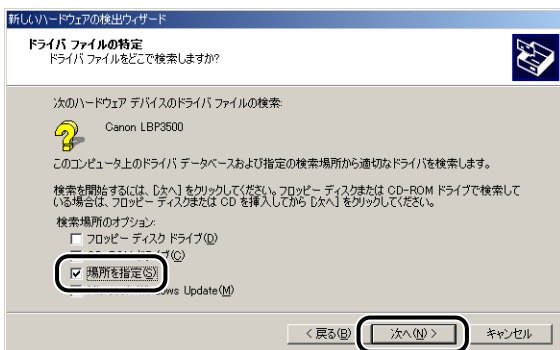 新しいハードウェアの検出ウィザード
ドライバ ファイルの特定
ドライバ ファイルをどこで検索しますか?
次のハードウェア デバイスのドライバ ファイルの検索:
Canon LBP3500
このコンピュータ上のドライバ データベースおよび指定の検索場所から適切なドライバを検索します。
検索を開始するには、[次へ] をクリックしてください。フロッピー ディスクまたは CD-ROM ドライブで検索して
いる場合は、フロッピー ディスクまたは CD を挿入してから [次へ] をクリックしてください。
検索場所のオプション:
フロッピー ディスク ドライブ(D)
(C)
場所を指定(S)
Update(M)
< 戻る(B)
次へ(N) >
キャンセル